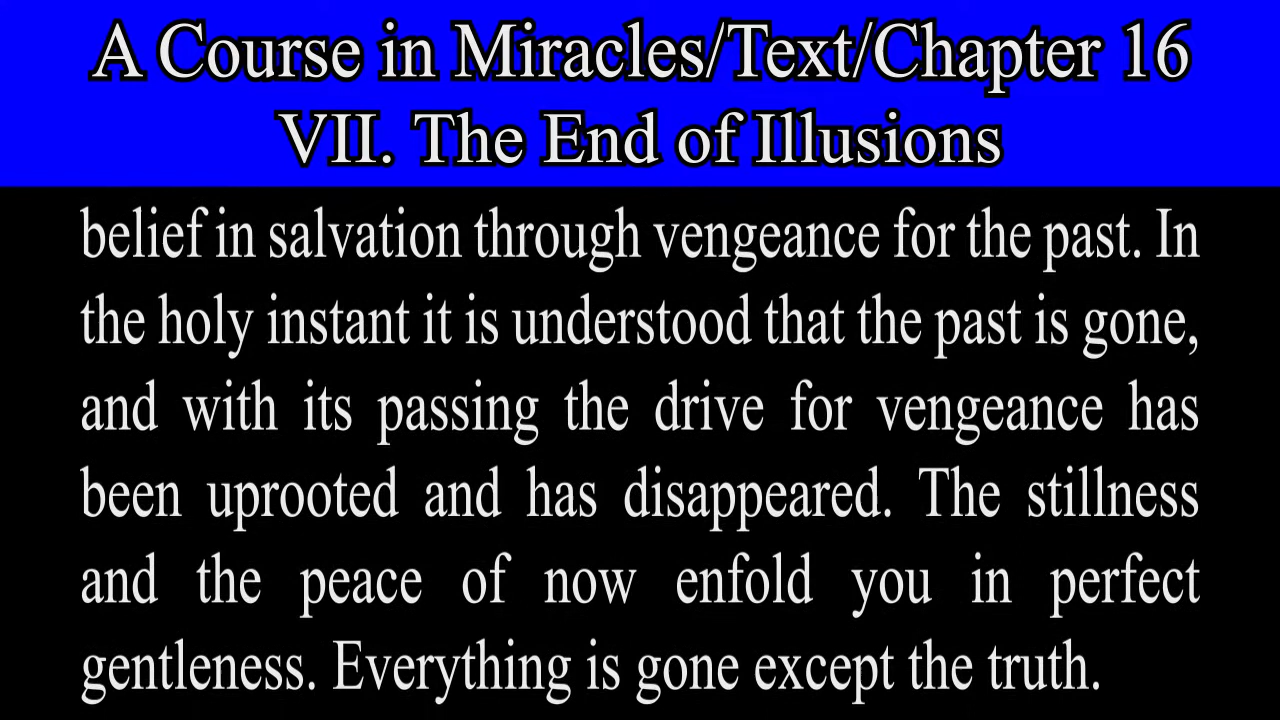 A Course in Miracles/Text/Chapter 16
VII. The End of Illusions
belief in salvation through vengeance for the past. In
the holy instant it is understood that the past is gone,
and with its passing the drive for vengeance has
been uprooted and has disappeared. The stillness
and the peace of now enfold you in perfect
gentleness. Everything is gone except the truth.